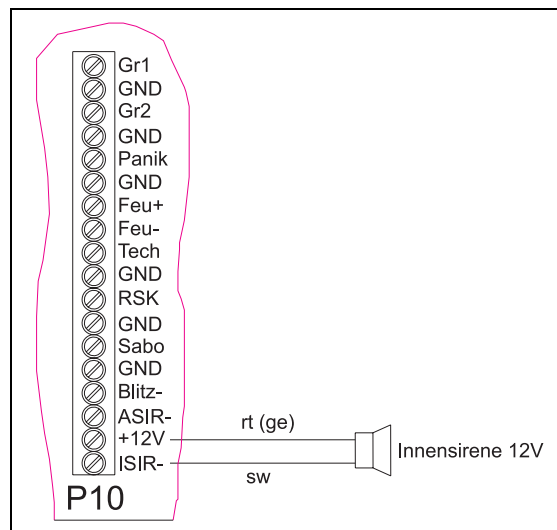 Gr1
GND
Gr2
GND
Panik
GND
Feu+
Feu-
Tech
GND
RSK
GND
Sabo
GND
Blitz-
ASIR-
+12V
rt (ge)
Innensirene 12V
ISIR-
sw
P10